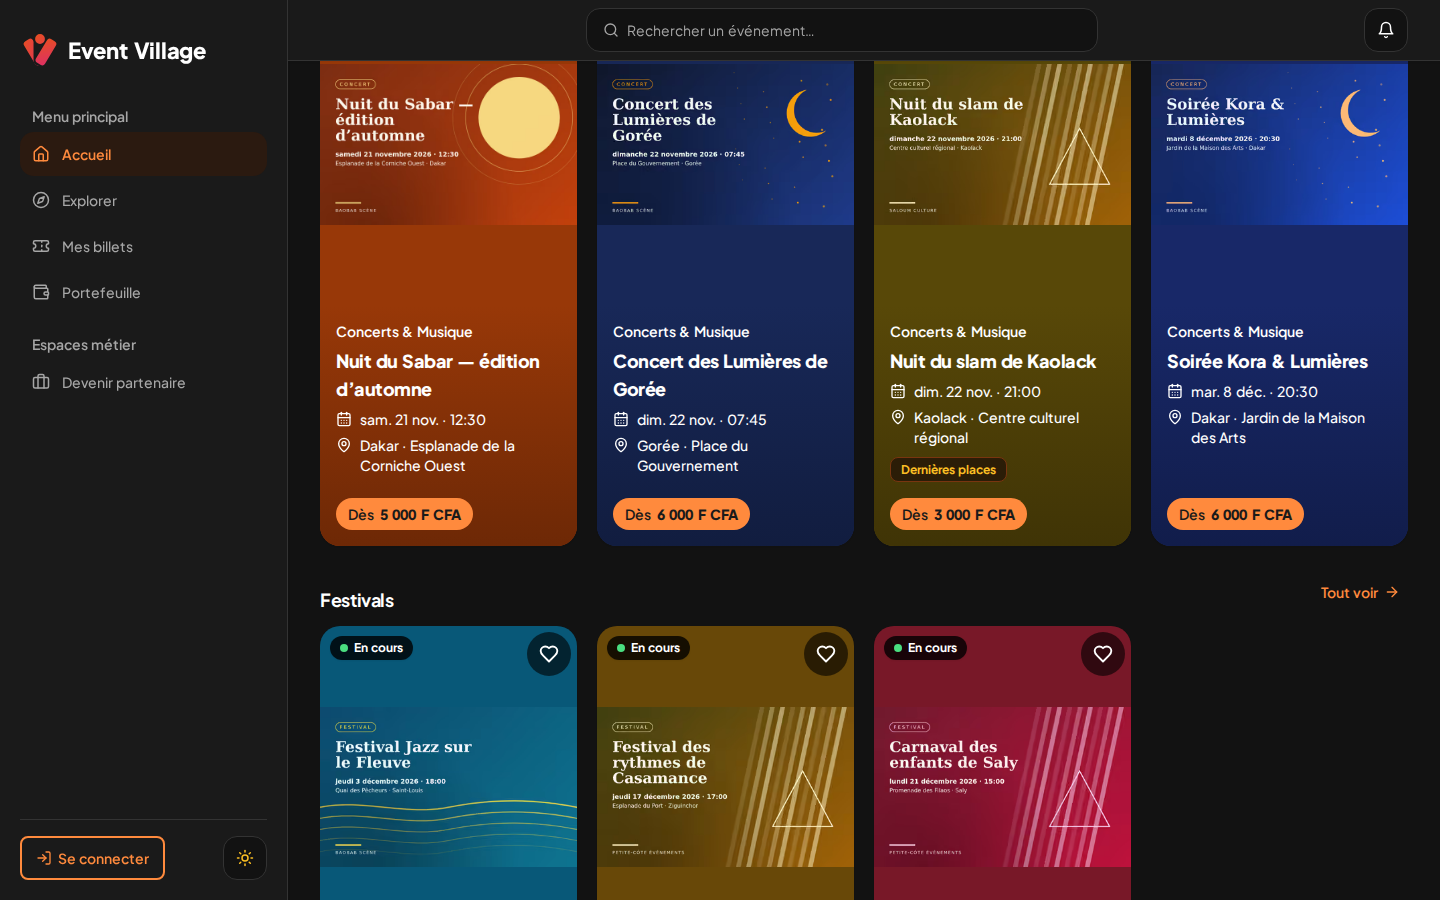 Event Village
Rechercher un événement...
Menu principal
Accueil
Explorer
Mes billets
Portefeuille
Espaces métier
Devenir partenaire
Se connecter
CONCERT
Nuit du Sabar —
édition
d’automne
samedi 21 novembre 2026 · 12:30
Esplanade de la Corniche Ouest · Dakar
BAOBAB SCÈNE
Concerts & Musique
Nuit du Sabar — édition
d’automne
sam. 21 nov. · 12:30
Dakar · Esplanade de la
Corniche Ouest
Dès 5 000 F CFA
CONCERT
Concert des
Lumières de
Gorée
dimanche 22 novembre 2026 · 07:45
Place du Gouvernement · Gorée
BAOBAB SCÈNE
Concerts & Musique
Concert des Lumières de
Gorée
dim. 22 nov. · 07:45
Gorée · Place du
Gouvernement
Dès 6 000 F CFA
CONCERT
Nuit du slam de
Kaolack
dimanche 22 novembre 2026 · 21:00
Centre culturel régional · Kaolack
SALOUM CULTURE
Concerts & Musique
Nuit du slam de Kaolack
dim. 22 nov. · 21:00
Kaolack · Centre culturel
régional
Dernières places
Dès 3 000 F CFA
CONCERT
Soirée Kora &
Lumières
mardi 8 décembre 2026 · 20:30
Jardin de la Maison des Arts · Dakar
BAOBAB SCÈNE
Concerts & Musique
Soirée Kora & Lumières
mar. 8 déc. · 20:30
Dakar · Jardin de la Maison
des Arts
Dès 6 000 F CFA
Festivals
Tout voir
En cours
FESTIVAL
Festival Jazz sur
le Fleuve
jeudi 3 décembre 2026 · 18:00
Quai des Pêcheurs · Saint-Louis
BAOBAB SCÈNE
En cours
FESTIVAL
Festival des
rythmes de
Casamance
jeudi 17 décembre 2026 · 17:00
Esplanade du Port · Ziguinchor
PETITE-CÔTE ÉVÉNEMENTS
En cours
FESTIVAL
Carnaval des
enfants de Saly
lundi 21 décembre 2026 · 15:00
Promenade des Filaos · Saly
PETITE-CÔTE ÉVÉNEMENTS